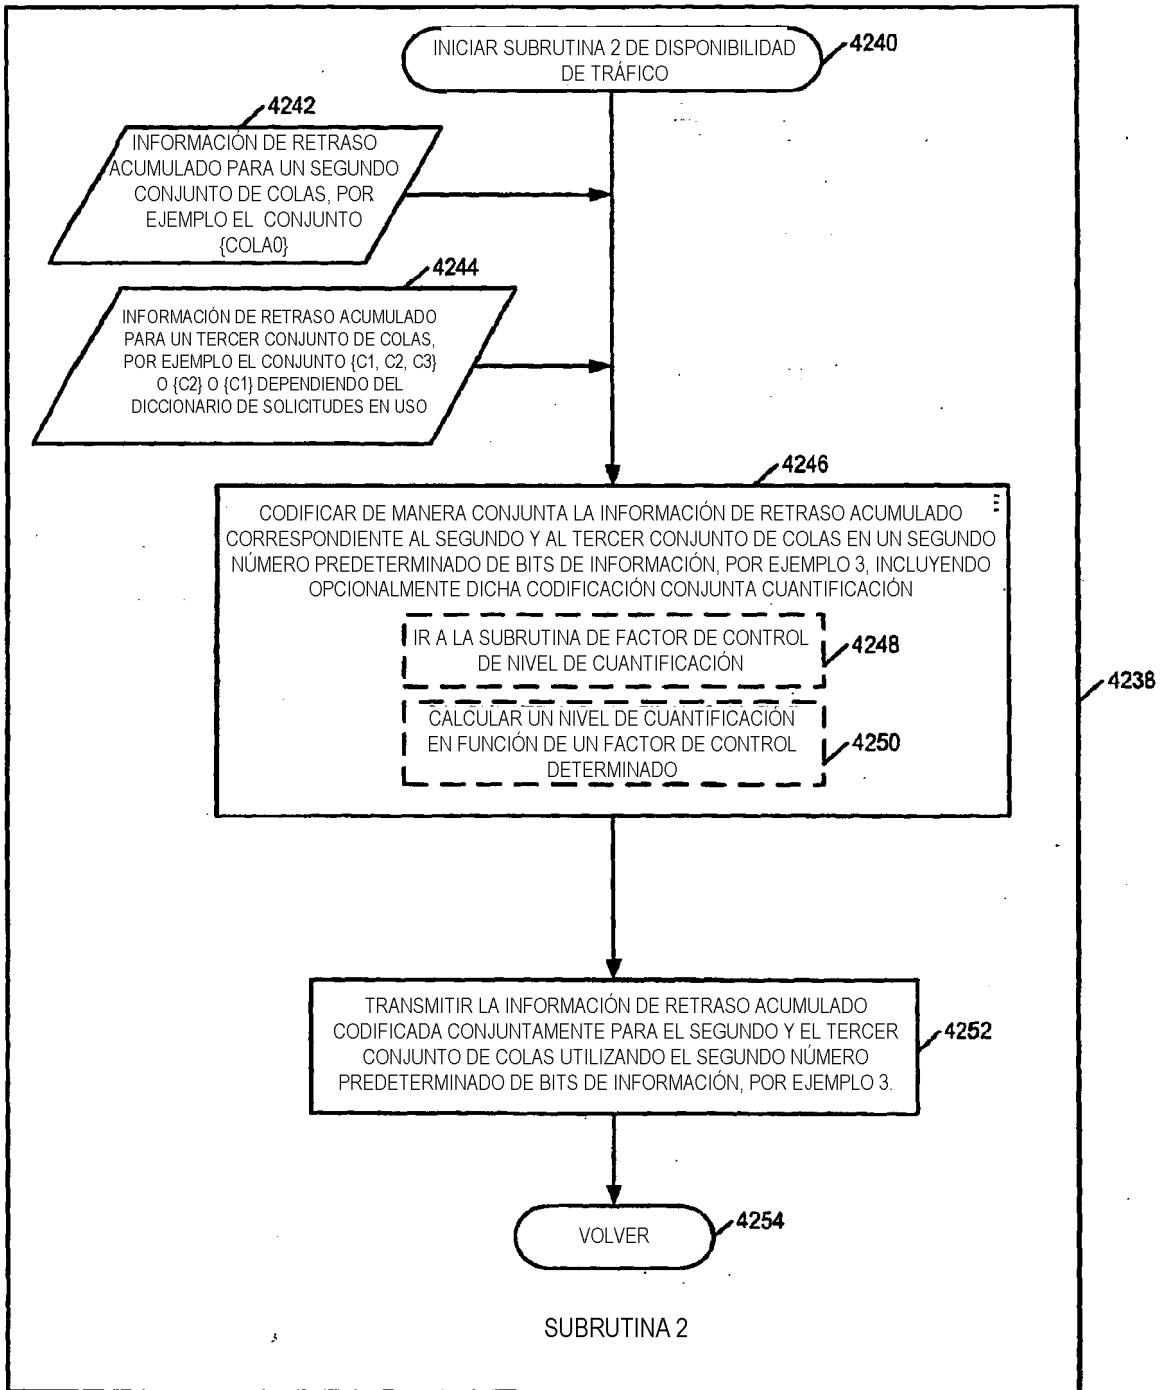 INICIAR SUBRUTINA 2 DE DISPONIBILIDAD
DE TRÁFICO
4240
4242
INFORMACIÓN DE RETRASO
ACUMULADO PARA UN SEGUNDO
CONJUNTO DE COLAS, POR
EJEMPLO EL CONJUNTO
{COLA0}
4244
INFORMACIÓN DE RETRASO ACUMULADO
PARA UN TERCER CONJUNTO DE COLAS,
POR EJEMPLO EL CONJUNTO {C1, C2, C3}
O {C2} O {C1} DEPENDIENDO DEL
DICCIONARIO DE SOLICITUDES EN USO
4246
CODIFICAR DE MANERA CONJUNTA LA INFORMACIÓN DE RETRASO ACUMULADO
CORRESPONDIENTE AL SEGUNDO Y AL TERCER CONJUNTO DE COLAS EN UN SEGUNDO
NÚMERO PREDETERMINADO DE BITS DE INFORMACIÓN, POR EJEMPLO 3, INCLUYENDO
OPCIONALMENTE DICHA CODIFICACIÓN CONJUNTA CUANTIFICACIÓN
IR A LA SUBRUTINA DE FACTOR DE CONTROL
DE NIVEL DE CUANTIFICACIÓN
4248
4238
CALCULAR UN NIVEL DE CUANTIFICACIÓN
EN FUNCIÓN DE UN FACTOR DE CONTROL
DETERMINADO
4250
TRANSMITIR LA INFORMACIÓN DE RETRASO ACUMULADO
CODIFICADA CONJUNTAMENTE PARA EL SEGUNDO Y EL TERCER
CONJUNTO DE COLAS UTILIZANDO EL SEGUNDO NÚMERO
PREDETERMINADO DE BITS DE INFORMACIÓN, POR EJEMPLO 3.
4252
VOLVER
4254
SUBRUTINA 2